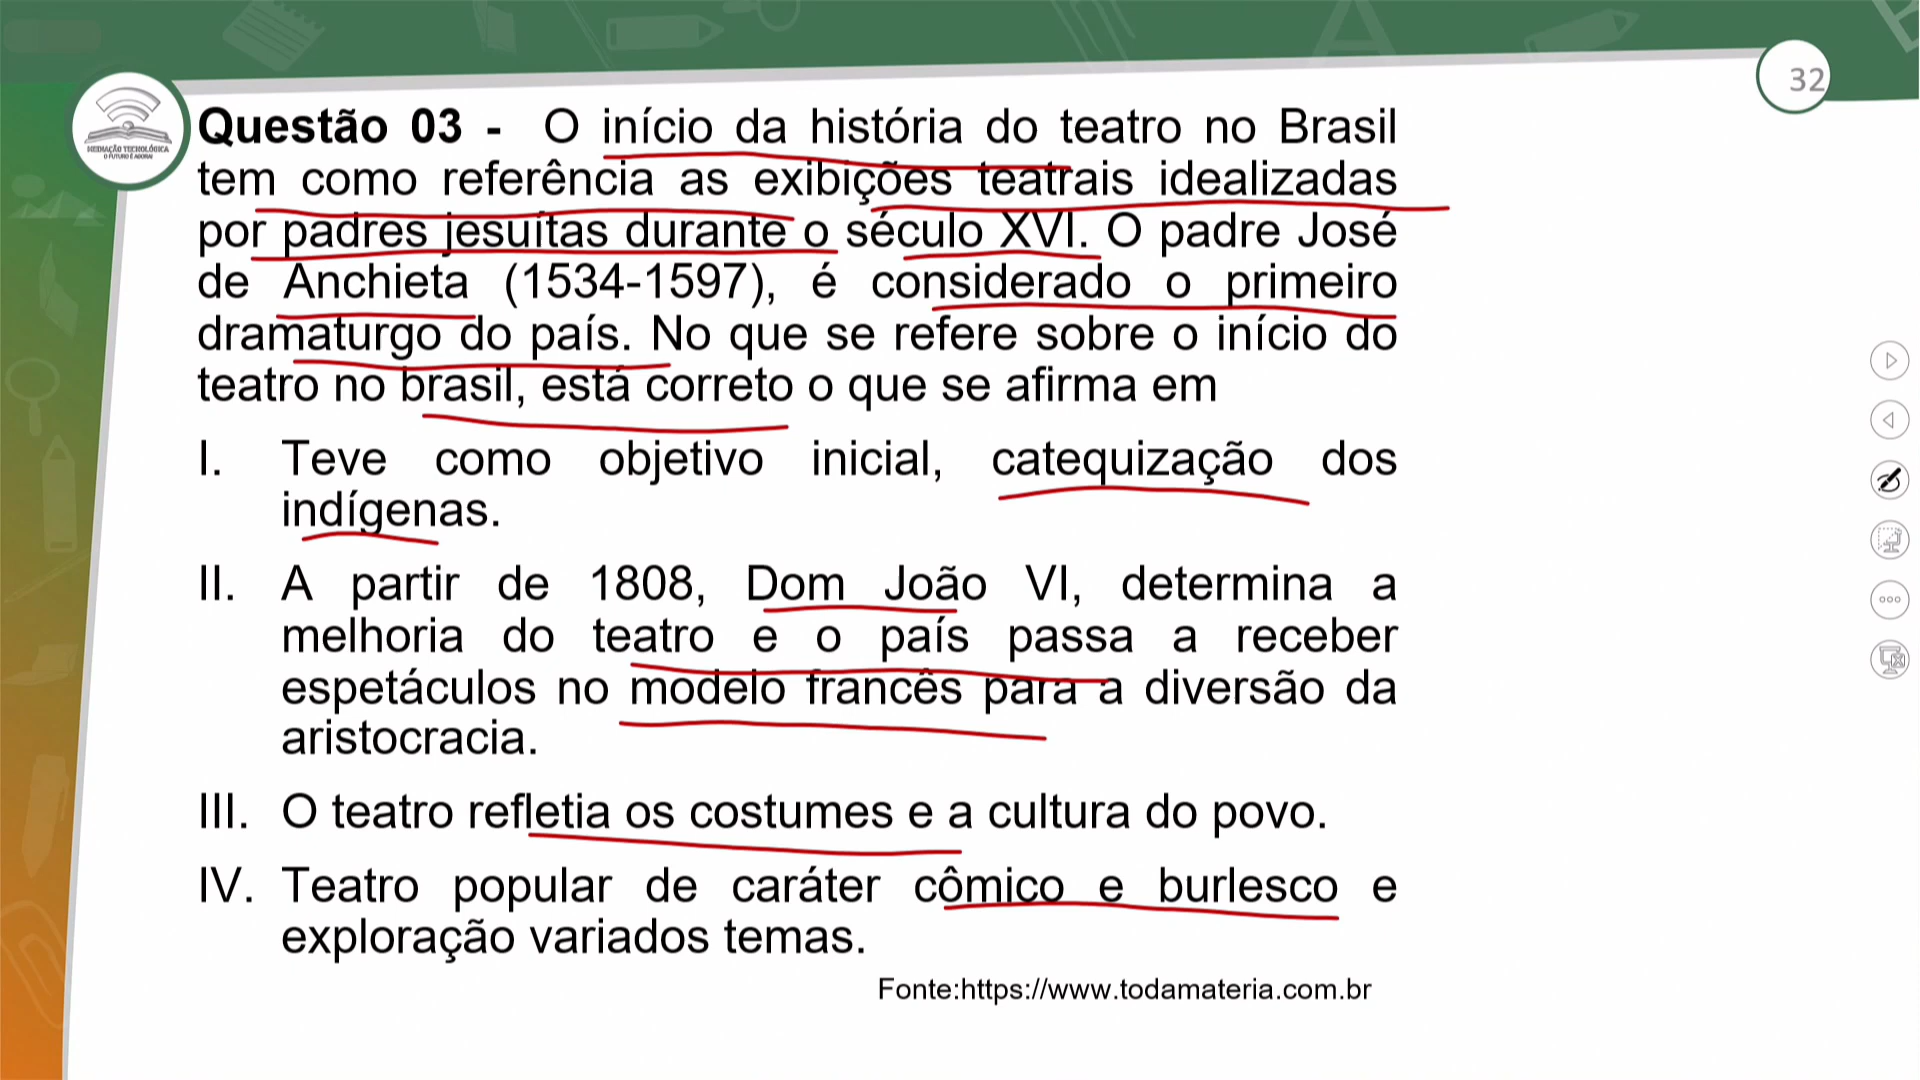 32
Questão 03 - O início da história do teatro no Brasil
tem como referência as exibições teatrais idealizadas
por padres jesuítas durante o século XVI. O padre José
de Anchieta (1534-1597), é considerado o primeiro
dramaturgo do país. No que se refere sobre o início do
teatro no brasil, está correto o que se afirma em
I. Teve como objetivo inicial, catequização dos
indígenas.
II. A partir de 1808, Dom João VI, determina a
melhoria do teatro e o país passa a receber
espetáculos no modelo francês para a diversão da
aristocracia.
III. O teatro refletia os costumes e a cultura do povo.
IV. Teatro popular de caráter cômico e burlesco e
exploração variados temas.
Fonte:https://www.todamateria.com.br
MEDIAÇÃO TECNOLÓGICA
O FUTURO É AGORA!